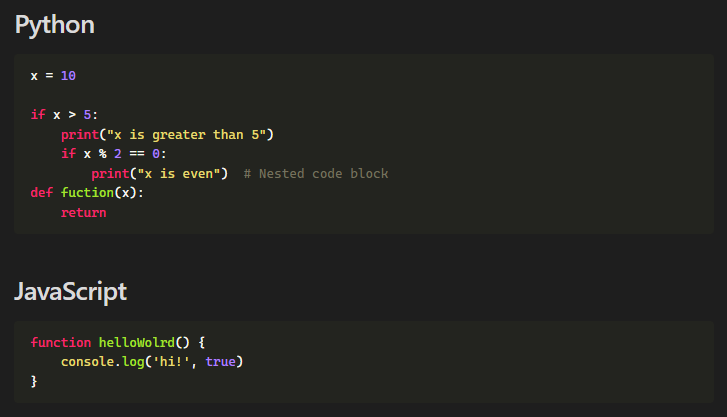 Python
x = 10
if x > 5:
    print("x is greater than 5")
    if x % 2 == 0:
        print("x is even")  # Nested code block
def fuction(x):
    return
JavaScript
function helloWolrd() {
    console.log('hi!', true)
}